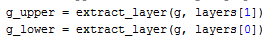 g_upper = extract_layer(g, layers[1])
g_lower = extract_layer(g, layers[0])